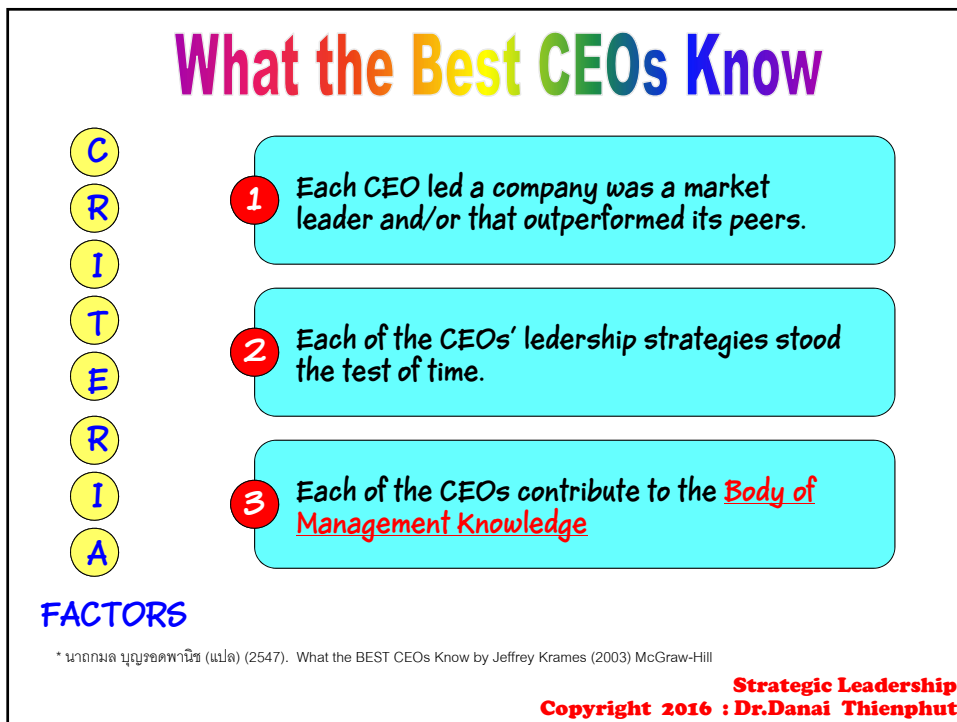 What the Best CEOs Know
C
R
I
T
E
R
I
A
FACTORS
1
Each CEO led a company was a market
leader and/or that outperformed its peers.
2
Each of the CEOs’ ledership strategies stood
the test of time.
3
Each of the CEOs contribute to the Body of
Management Knowledge
* นาถกมล บุญรอดพานิช (แปล) (2547). What the BEST CEOs Know by Jeffrey Krames (2003) McGraw-Hill
Strategic Leadership
Copyright 2016 : Dr.Danai Thienphut